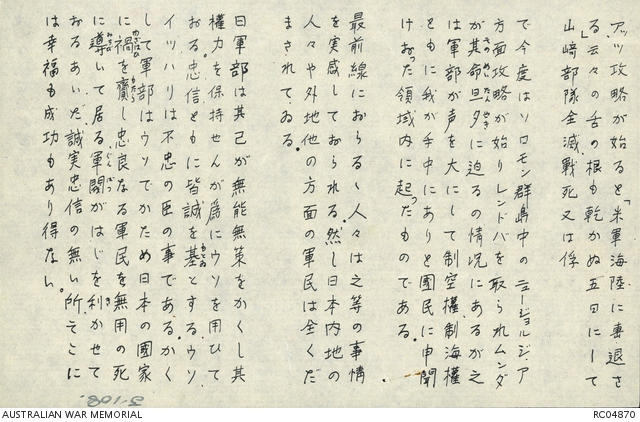 アッツ攻略が始ると「米軍海陸に撃退さ
る」云々の舌の根も乾かぬ五日にして
山﨑部隊全滅、戰死又は俘
で今度はソロモン群島中のニュージョルジア
方面攻略が始りレンドバを取られムンダ
が其命旦夕に迫るの情况にあるが之
は軍部が声を大にして制空權制海權
ともに我が手中にありと國民に申聞
けおった領域内に起ったものである。
最前線におらるゝ人々は之等の事情
を実感しておられる。然し日本内地の
人々や外地他の方面の軍民は全くだ
まされてゐる。
日軍部は其己が無能無策をかくし其
権力を保持せんが為にウソを用ひて
おる。忠信ともに皆誠を基とするウソ
イツハリは不忠の臣の事である。かく
して軍部はウソでかため日本の國家
に禍を齎し忠良なる軍民を無用の死
に導いて居る軍閥がはじを利かせて
おるあいだ、誠実忠信の無い所そこに
は幸福も成功もあり得ない。
AUSTRALIAN WAR MEMORIAL
RC04870